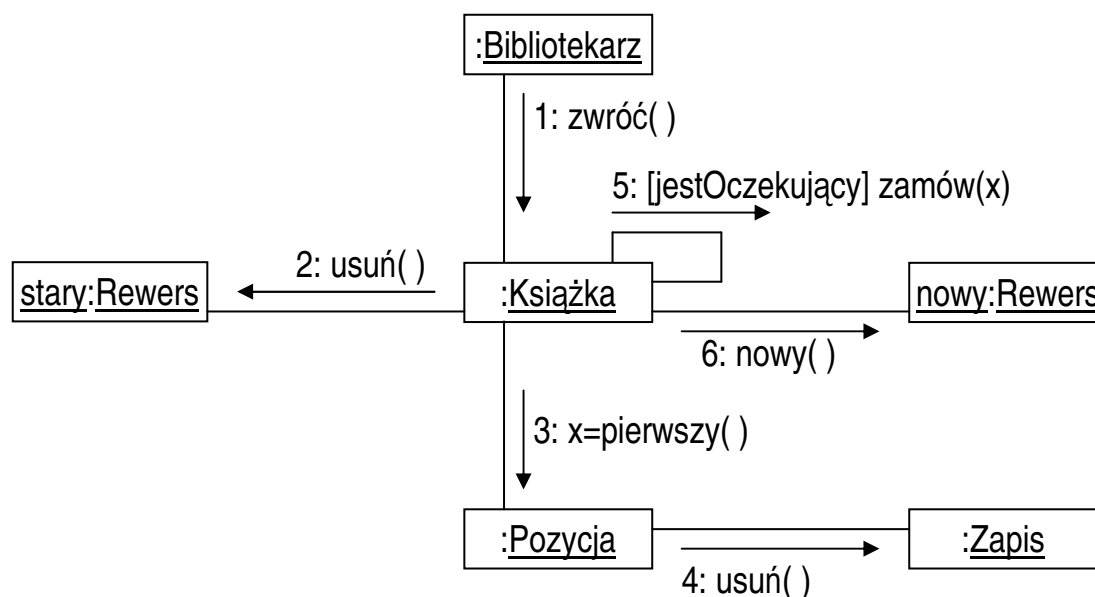 :Bibliotekarz
1: zwróć( )
5: [jestOczekujący] zamów(x)
2: usuń( )
stary:Rewers
:Książka
nowy:Rewers
6: nowy( )
3: x=pierwszy( )
:Pozycja
:Zapis
4: usuń( )